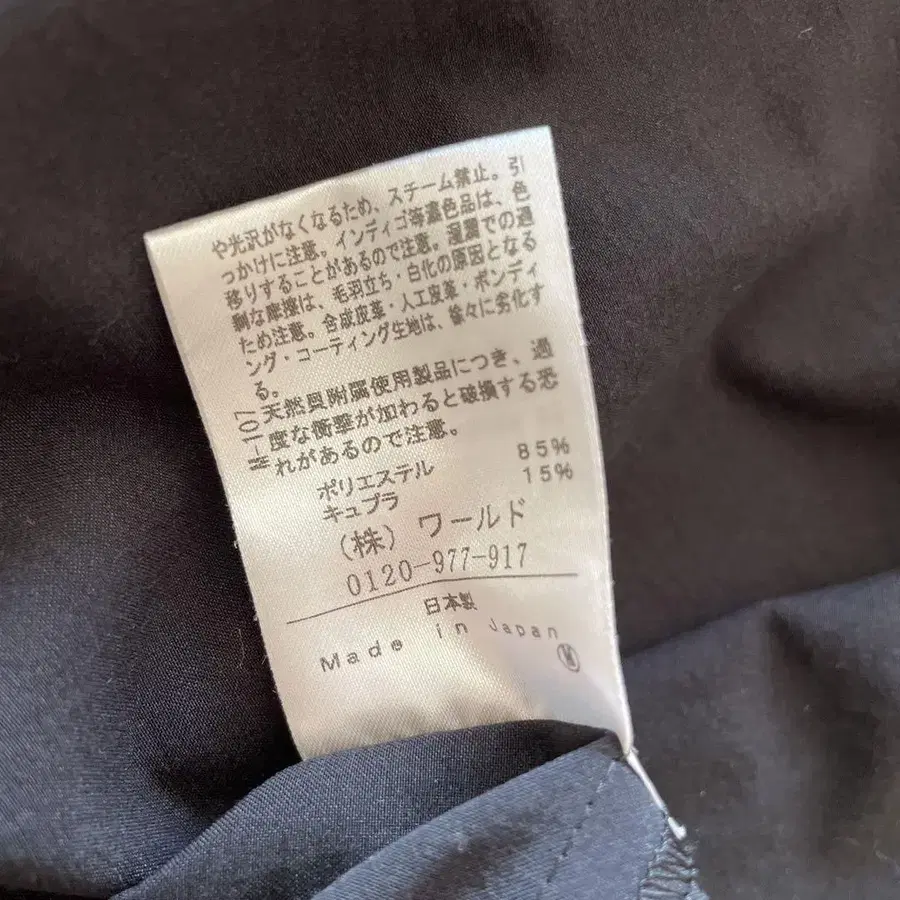 や光沢がなくなるため、スチーム禁止。引
っかけに注意。インディゴ等濃色品は、色
移りすることがあるので注意。湿潤での過
剰な摩擦は、毛羽立ち・白化の原因となる
ため注意。合成皮革・人工皮革・ボンディ
ング・コーティング生地は、徐々に劣化す
る。
W-107
天然貝附属使用製品につき、過
度な衝撃が加わると破損する恐
れがあるので注意。
ポリエステル 85%
キュプラ 15%
(株) ワールド
0120-977-917
日本製
Made in Japan